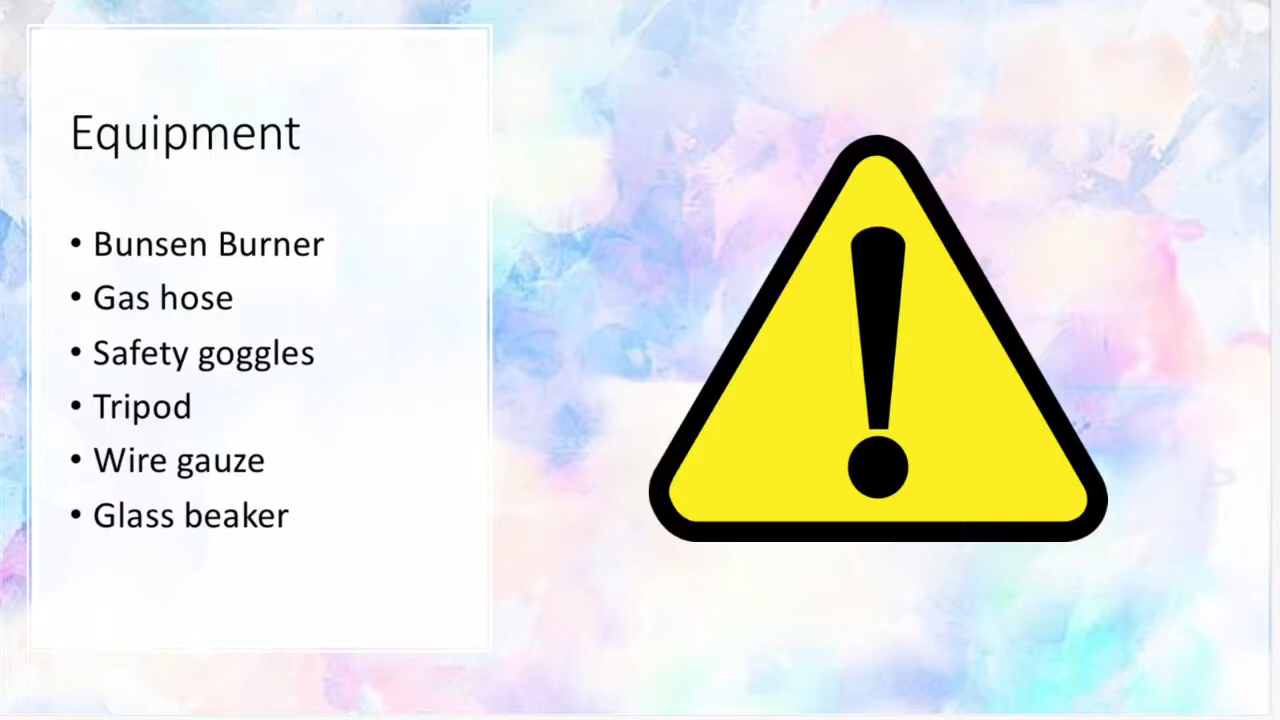 Equipment
• Bunsen Burner
• Gas hose
• Safety goggles
• Tripod
• Wire gauze
• Glass beaker